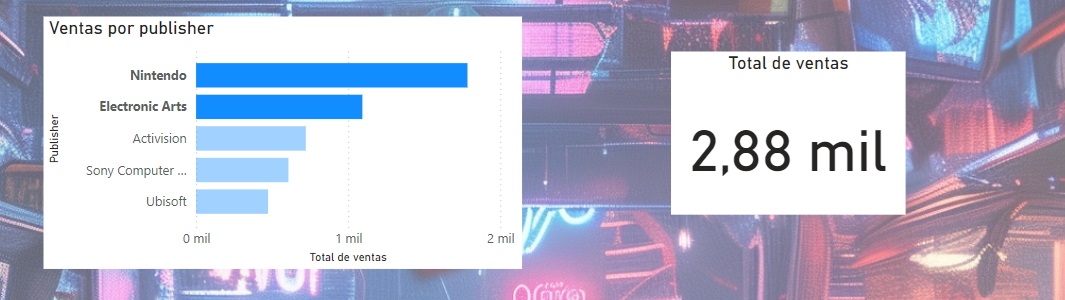 Ventas por publisher
Publisher
Nintendo
Electronic Arts
Activision
Sony Computer ...
Ubisoft
0 mil 1 mil 2 mil
Total de ventas
Total de ventas
2,88 mil